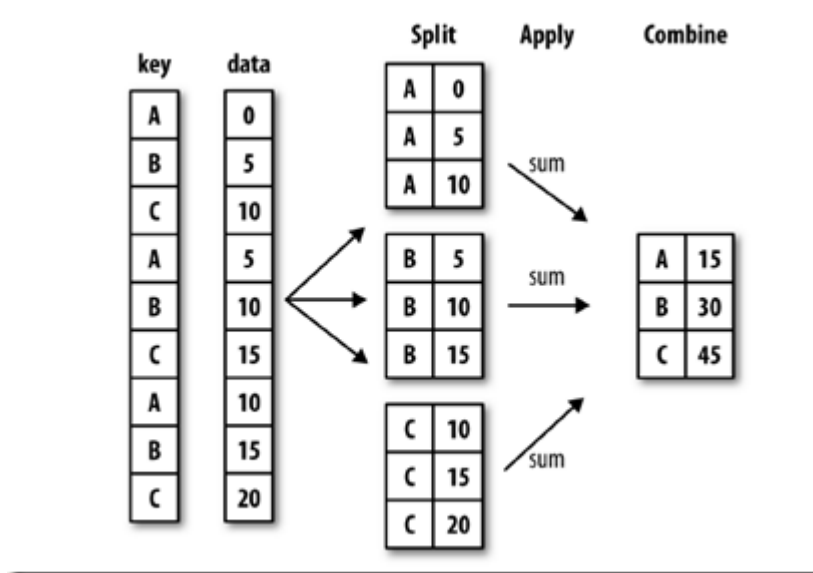 Split Apply Combine
key data
A 0
B 5
C 10
A 5
B 10
C 15
A 10
B 15
C 20
A 0
A 5
A 10
B 5
B 10
B 15
C 10
C 15
C 20
sum
sum
sum
A 15
B 30
C 45